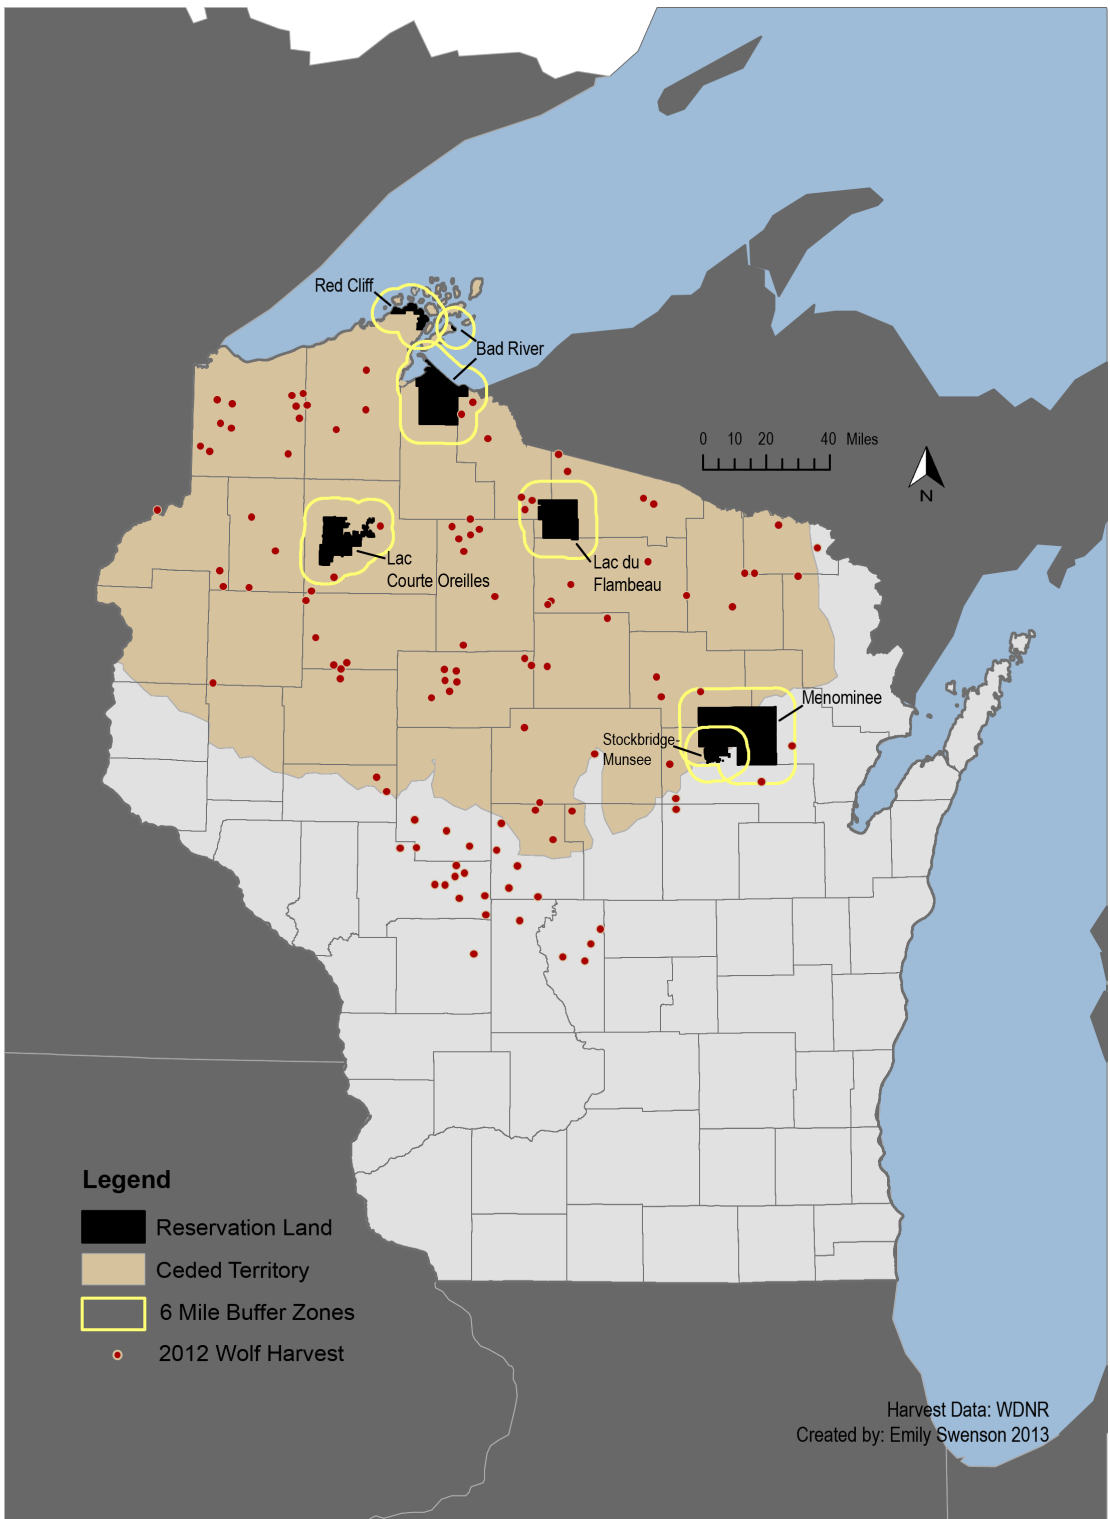 Red Cliff
Bad River
0 10 20 40 Miles
N
Lac
Courte Oreilles
Lac du
Flambeau
Menominee
Stockbridge-
Munsee
Legend
Reservation Land
Ceded Territory
6 Mile Buffer Zones
2012 Wolf Harvest
Harvest Data: WDNR
Created by: Emily Swenson 2013